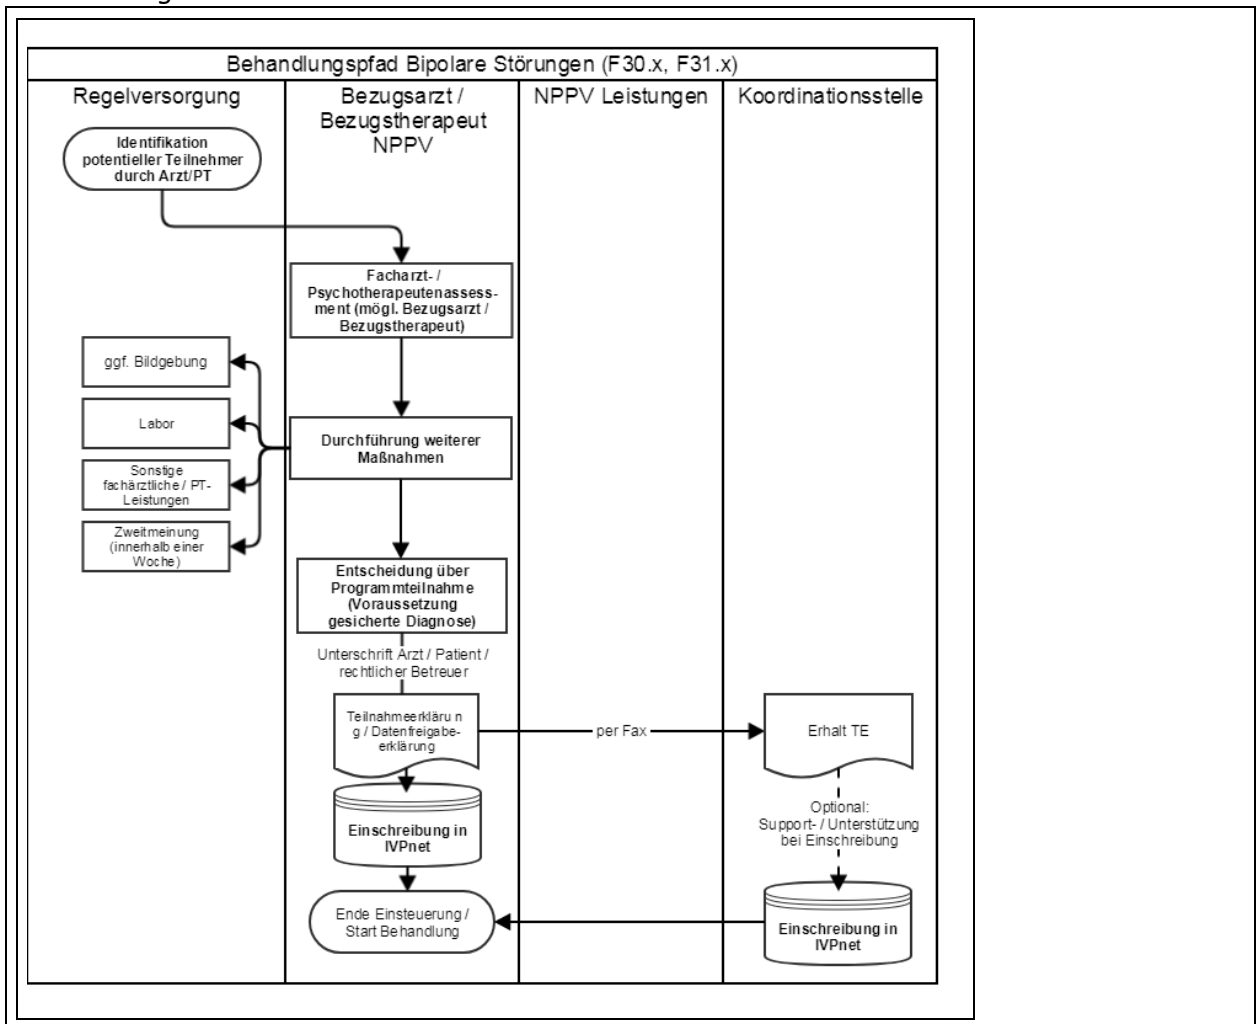 Behandlungspfad Bipolare Störungen (F30.x, F31.x)
Regelversorgung
Bezugsarzt /
Bezugstherapeut
NPPV
NPPV Leistungen
Koordinationsstelle
Identifikation
potentieller Teilnehmer
durch Arzt/PT
Facharzt- /
Psychotherapeutenassess-
ment (mögl. Bezugsarzt /
Bezugstherapeut)
ggf. Bildgebung
Labor
Sonstige
fachärztliche / PT-
Leistungen
Zweitmeinung
(innerhalb einer
Woche)
Durchführung weiterer
Maßnahmen
Entscheidung über
Programmteilnahme
(Voraussetzung
gesicherte Diagnose)
Unterschrift Arzt / Patient /
rechtlicher Betreuer
Teilnahmeerkläru n
g / Datenfreigabe-
erklärung
per Fax
Erhalt TE
Optional:
Support- / Unterstützung
bei Einschreibung
Einschreibung in
IVPnet
Ende Einsteuerung /
Start Behandlung
Einschreibung in
IVPnet